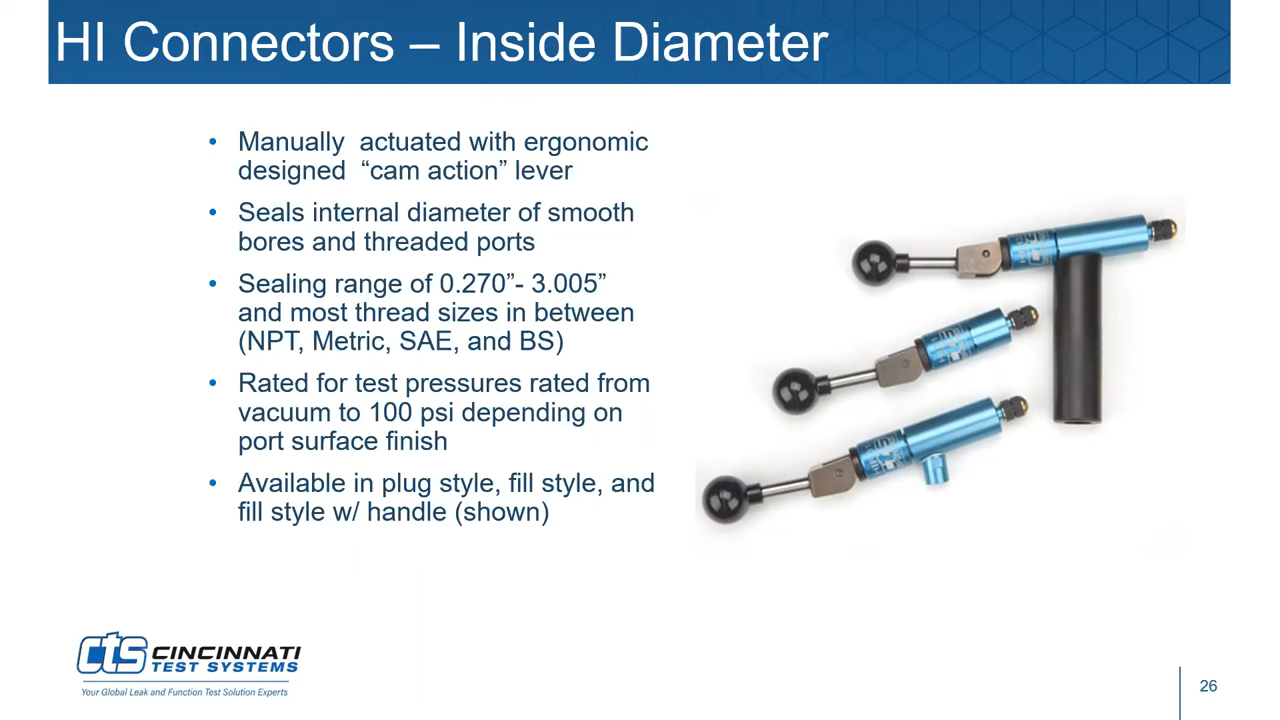 HI Connectors – Inside Diameter
• Manually  actuated with ergonomic
designed  “cam action” lever
• Seals internal diameter of smooth
bores and threaded ports
• Sealing range of 0.270”- 3.005”
and most thread sizes in between
(NPT, Metric, SAE, and BS)
• Rated for test pressures rated from
vacuum to 100 psi depending on
port surface finish
• Available in plug style, fill style, and
fill style w/ handle (shown)
cts CINCINNATI
TEST SYSTEMS
Your Global Leak and Function Test Solution Experts
26